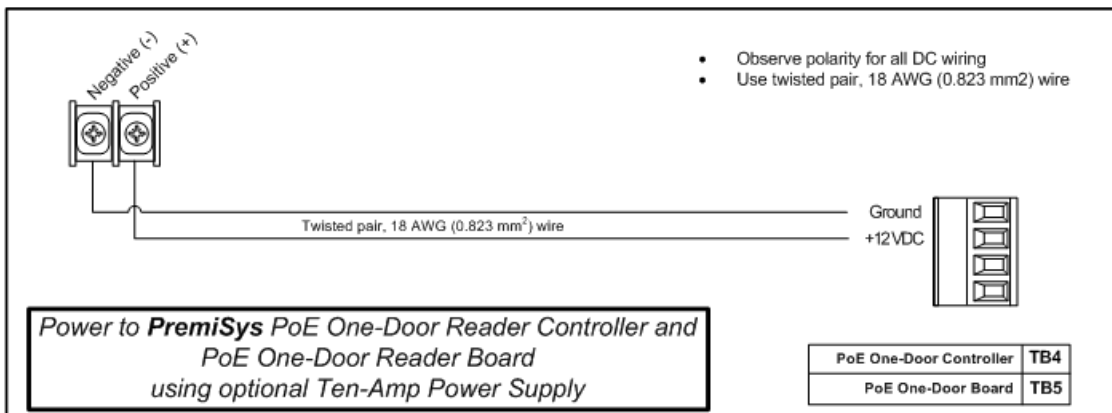 Negative (-)
Positive (+)
• Observe polarity for all DC wiring
• Use twisted pair, 18 AWG (0.823 mm2) wire
Twisted pair, 18 AWG (0.823 mm²) wire
Ground
+12VDC
Power to PremiSys PoE One-Door Reader Controller and
PoE One-Door Reader Board
using optional Ten-Amp Power Supply
PoE One-Door Controller TB4
PoE One-Door Board TB5